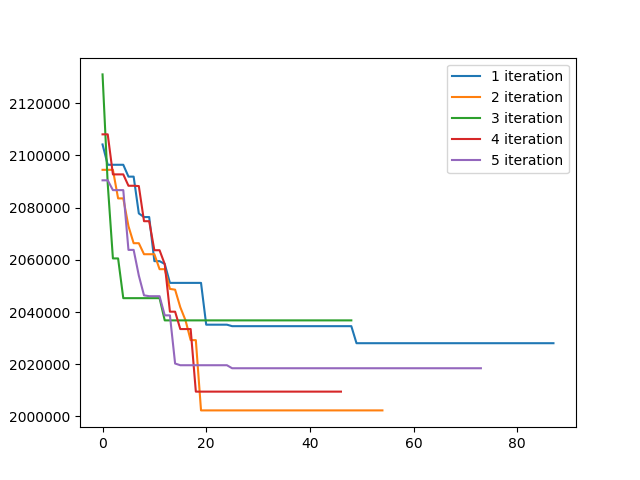 1 iteration
2 iteration
3 iteration
4 iteration
5 iteration
2120000
2100000
2080000
2060000
2040000
2020000
2000000
0 20 40 60 80